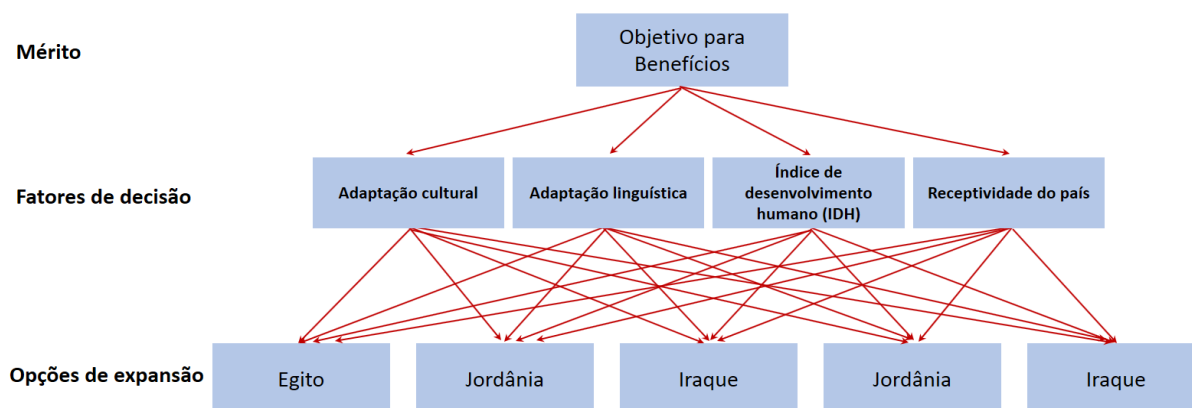 Mérito
Objetivo para
Benefícios
Fatores de decisão
Adaptação cultural
Adaptação linguística
Índice de
desenvolvimento
humano (IDH)
Receptividade do país
Opções de expansão
Egito
Jordânia
Iraque
Jordânia
Iraque